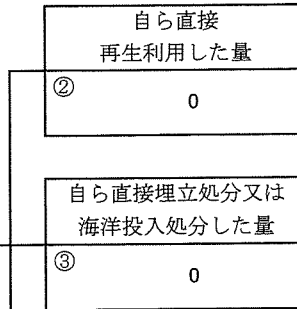 自ら直接
再生利用した量
② 0
自ら直接埋立処分又は
海洋投入処分した量
③ 0